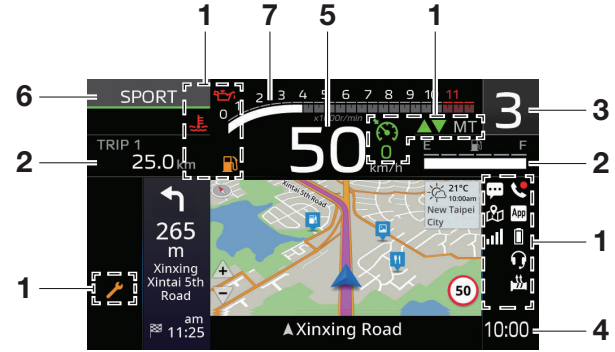 1 7 5 1
6
SPORT
0 2 3 4 5 6 7 8 9 10 11
x1000r/min
MT
3
3
TRIP 1
25.0 km
2
50
km/h
0
E F
2
265
m
Xinxing
Xintai 5th
Road
am
11:25
1
Xintai 5th Road
21°C
10:00am
New Taipei
City
App
1
+
−
50
Xinxing Road
10:00
4